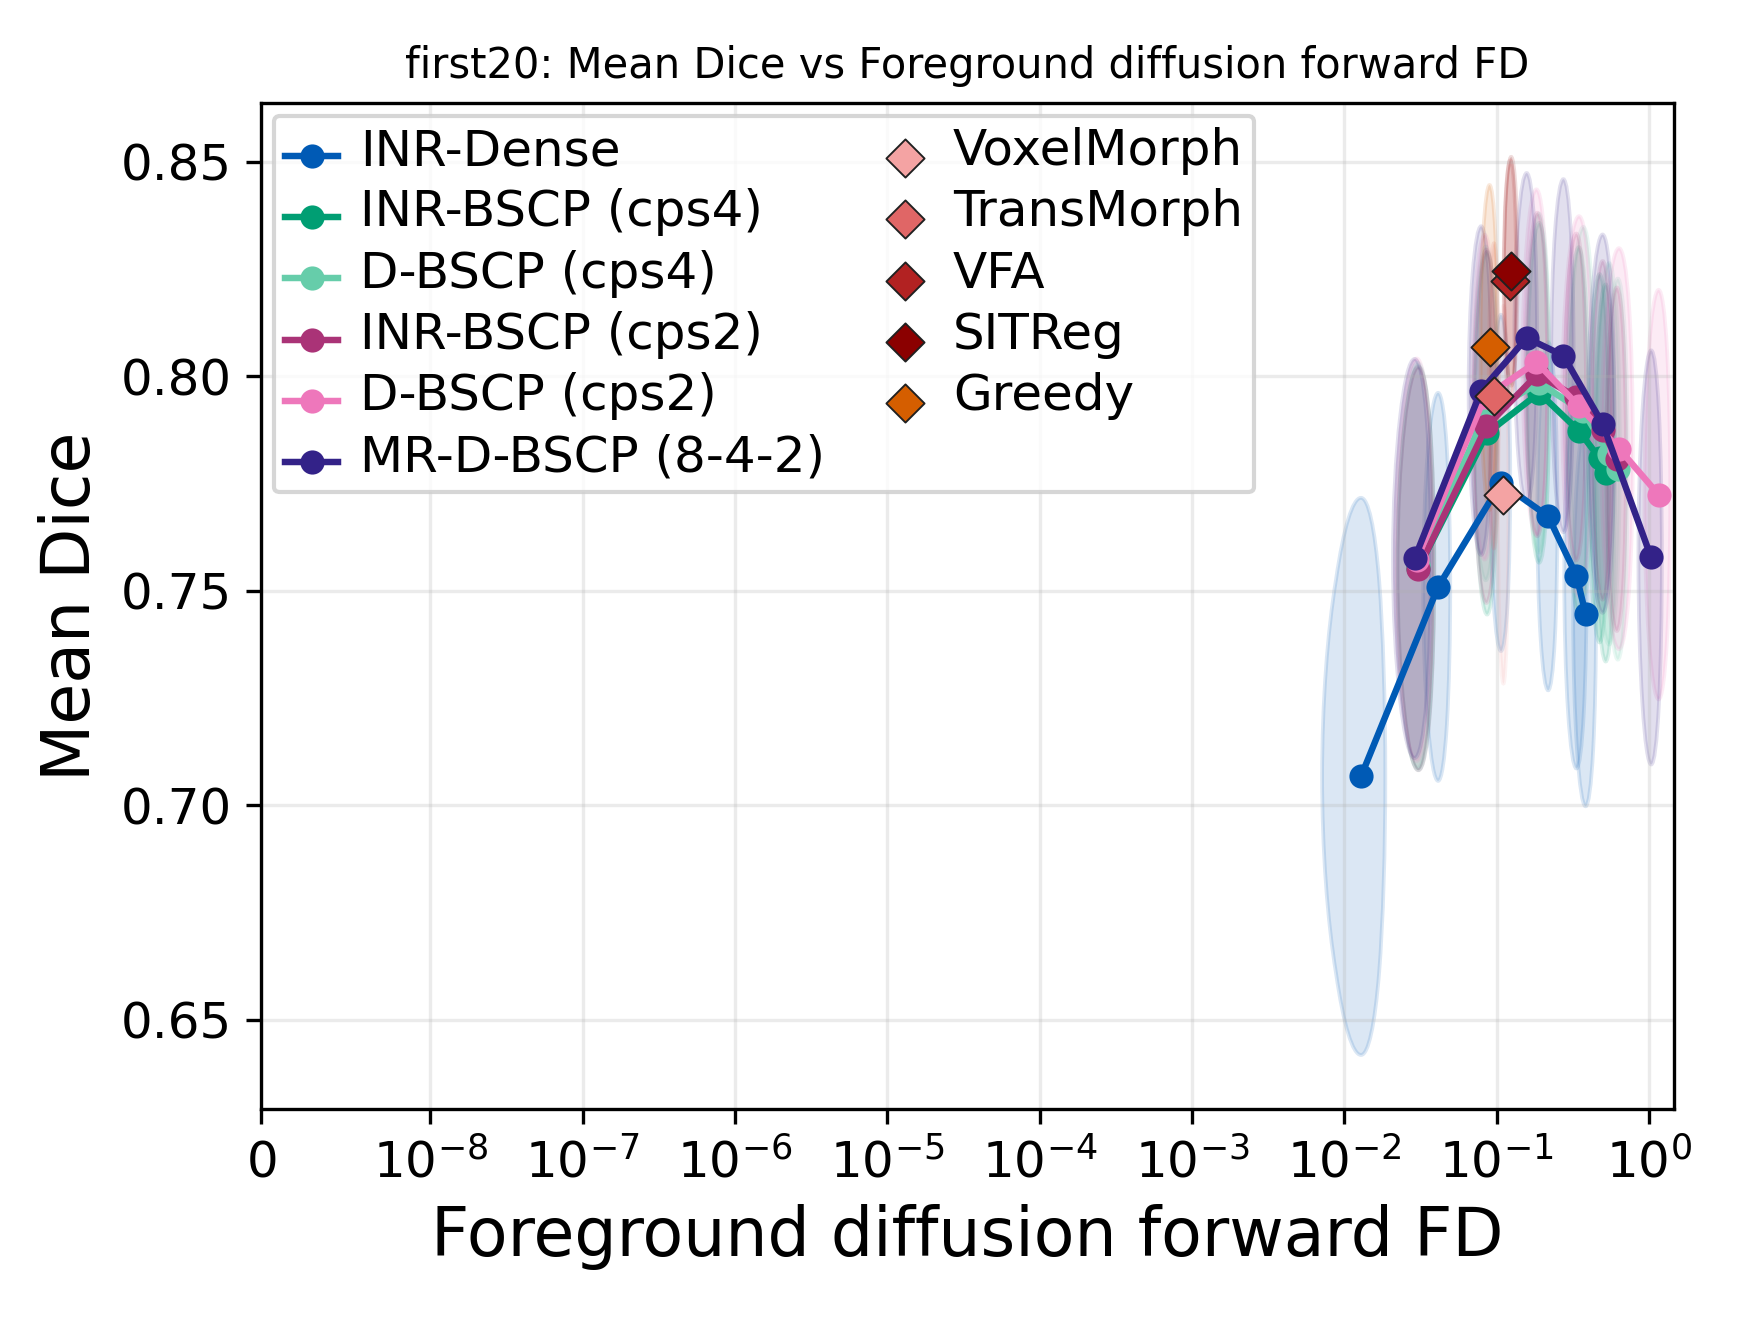 first20: Mean Dice vs Foreground diffusion forward FD
INR-Dense
INR-BSCP (cps4)
D-BSCP (cps4)
INR-BSCP (cps2)
D-BSCP (cps2)
MR-D-BSCP (8-4-2)
VoxelMorph
TransMorph
VFA
SITReg
Greedy
Mean Dice
0.85
0.80
0.75
0.70
0.65
0
10⁻⁸
10⁻⁷
10⁻⁶
10⁻⁵
10⁻⁴
10⁻³
10⁻²
10⁻¹
10⁰
Foreground diffusion forward FD